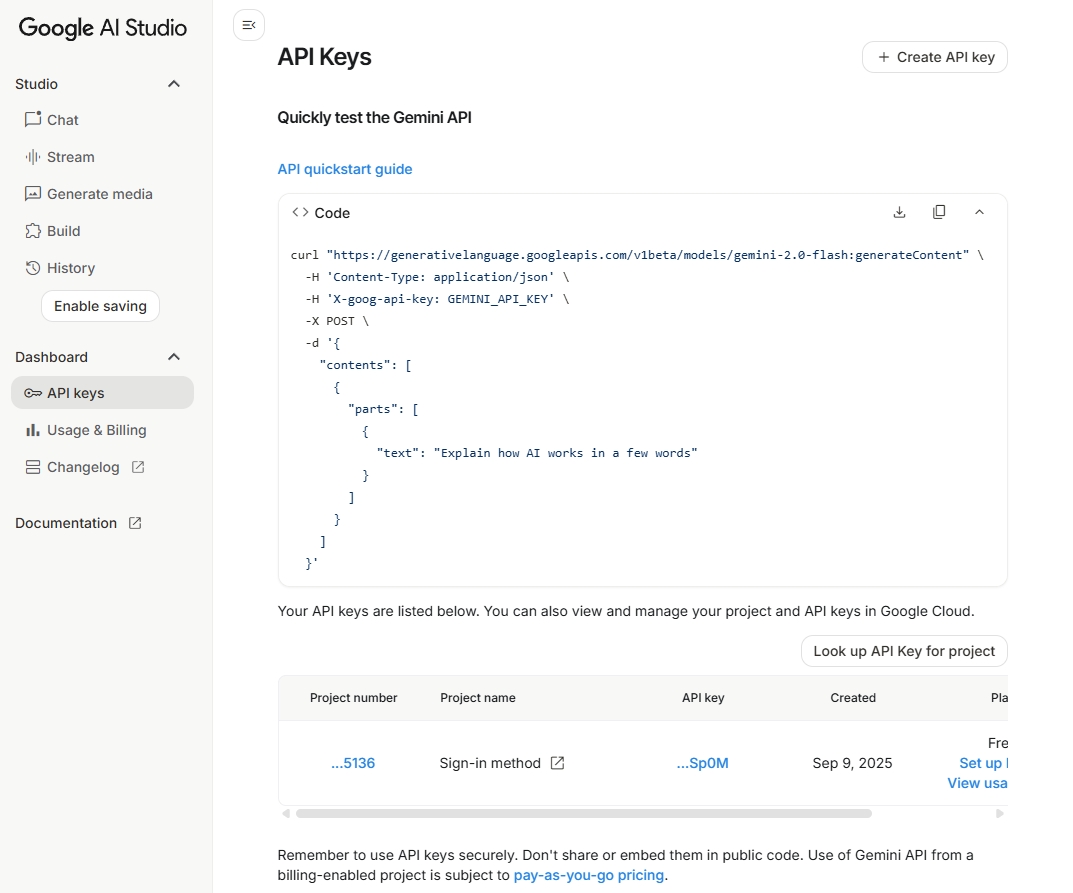 Google AI Studio
Studio
Chat
Stream
Generate media
Build
History
Enable saving
Dashboard
API keys
Usage & Billing
Changelog
Documentation
API Keys
Create API key
Quickly test the Gemini API
API quickstart guide
<> Code
curl "https://generativelanguage.googleapis.com/v1beta/models/gemini-2.0-flash:generateContent" \
  -H 'Content-Type: application/json' \
  -H 'X-goog-api-key: GEMINI_API_KEY' \
  -X POST \
  -d '{
    "contents": [
      {
        "parts": [
          {
            "text": "Explain how AI works in a few words"
          }
        ]
      }
    ]
  }'
Your API keys are listed below. You can also view and manage your project and API keys in Google Cloud.
Look up API Key for project
Project number Project name API key Created Pla
...5136 Sign-in method ...Sp0M Sep 9, 2025 Fre
Set up
View usa
Remember to use API keys securely. Don't share or embed them in public code. Use of Gemini API from a
billing-enabled project is subject to pay-as-you-go pricing.